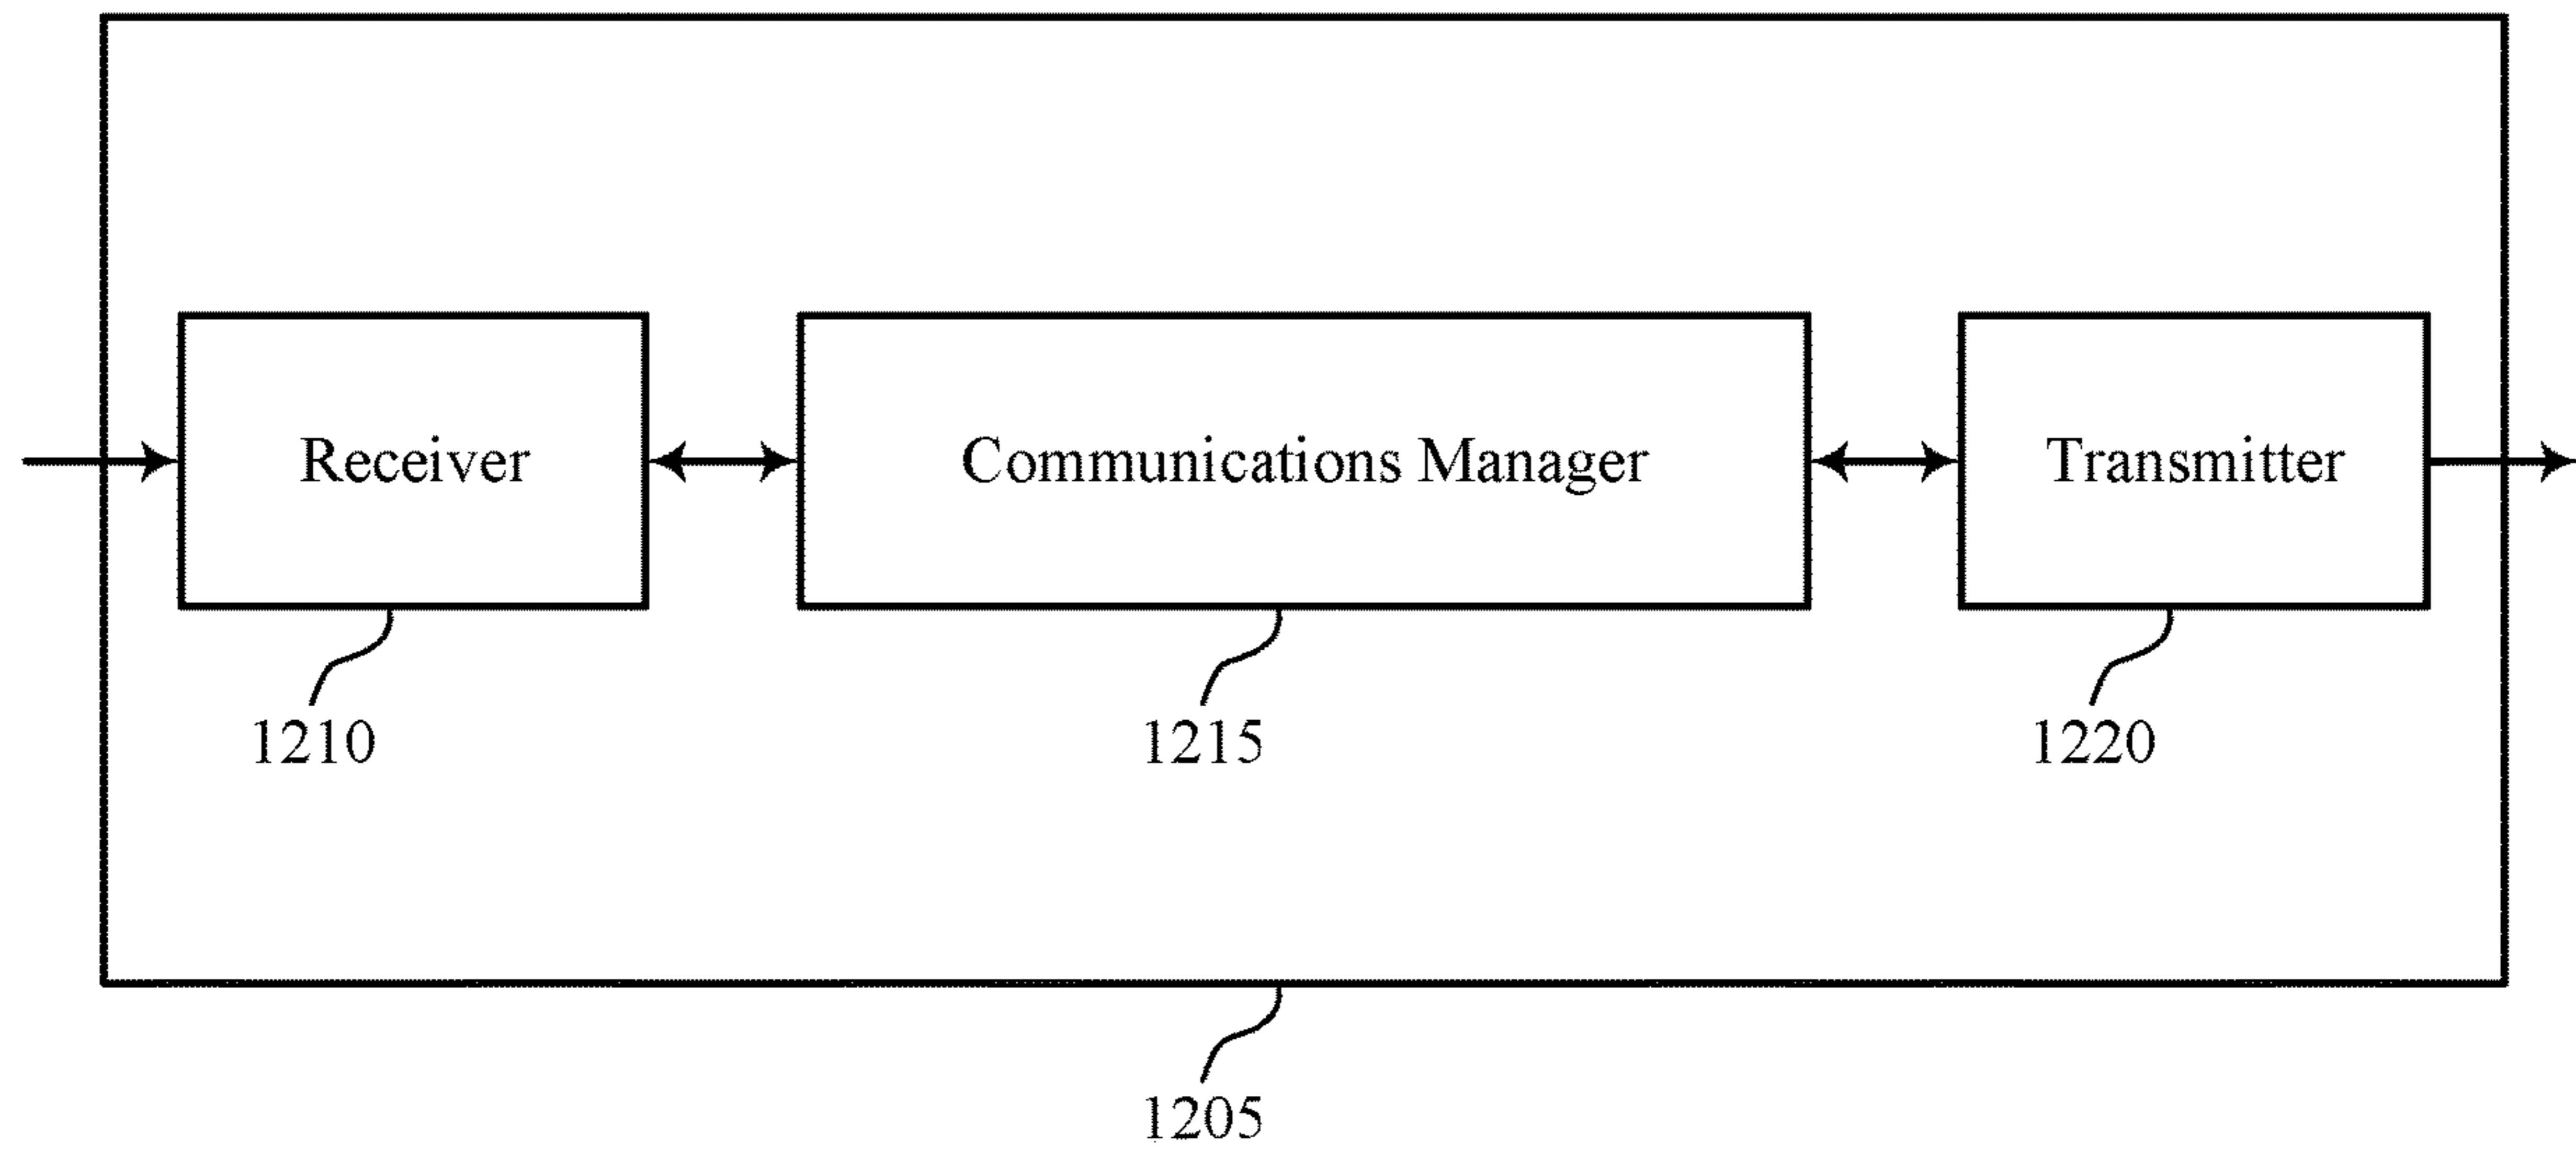 Receiver
Communications Manager
Transmitter
1210
1215
1220
1205